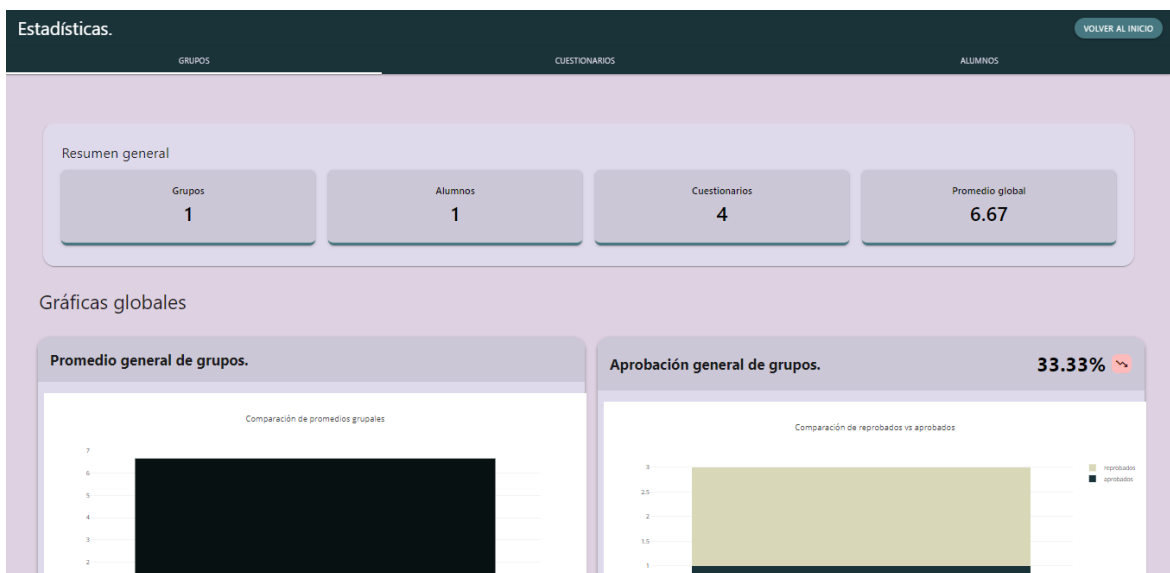 Estadísticas.
VOLVER AL INICIO
GRUPOS
CUESTIONARIOS
ALUMNOS
Resumen general
Grupos
1
Alumnos
1
Cuestionarios
4
Promedio global
6.67
Gráficas globales
Promedio general de grupos.
Comparación de promedios grupales
7
6
5
4
3
2
Aprobación general de grupos.
33.33%
Comparación de reprobados vs aprobados
reprobados
aprobados
3
2.5
2
1.5
1